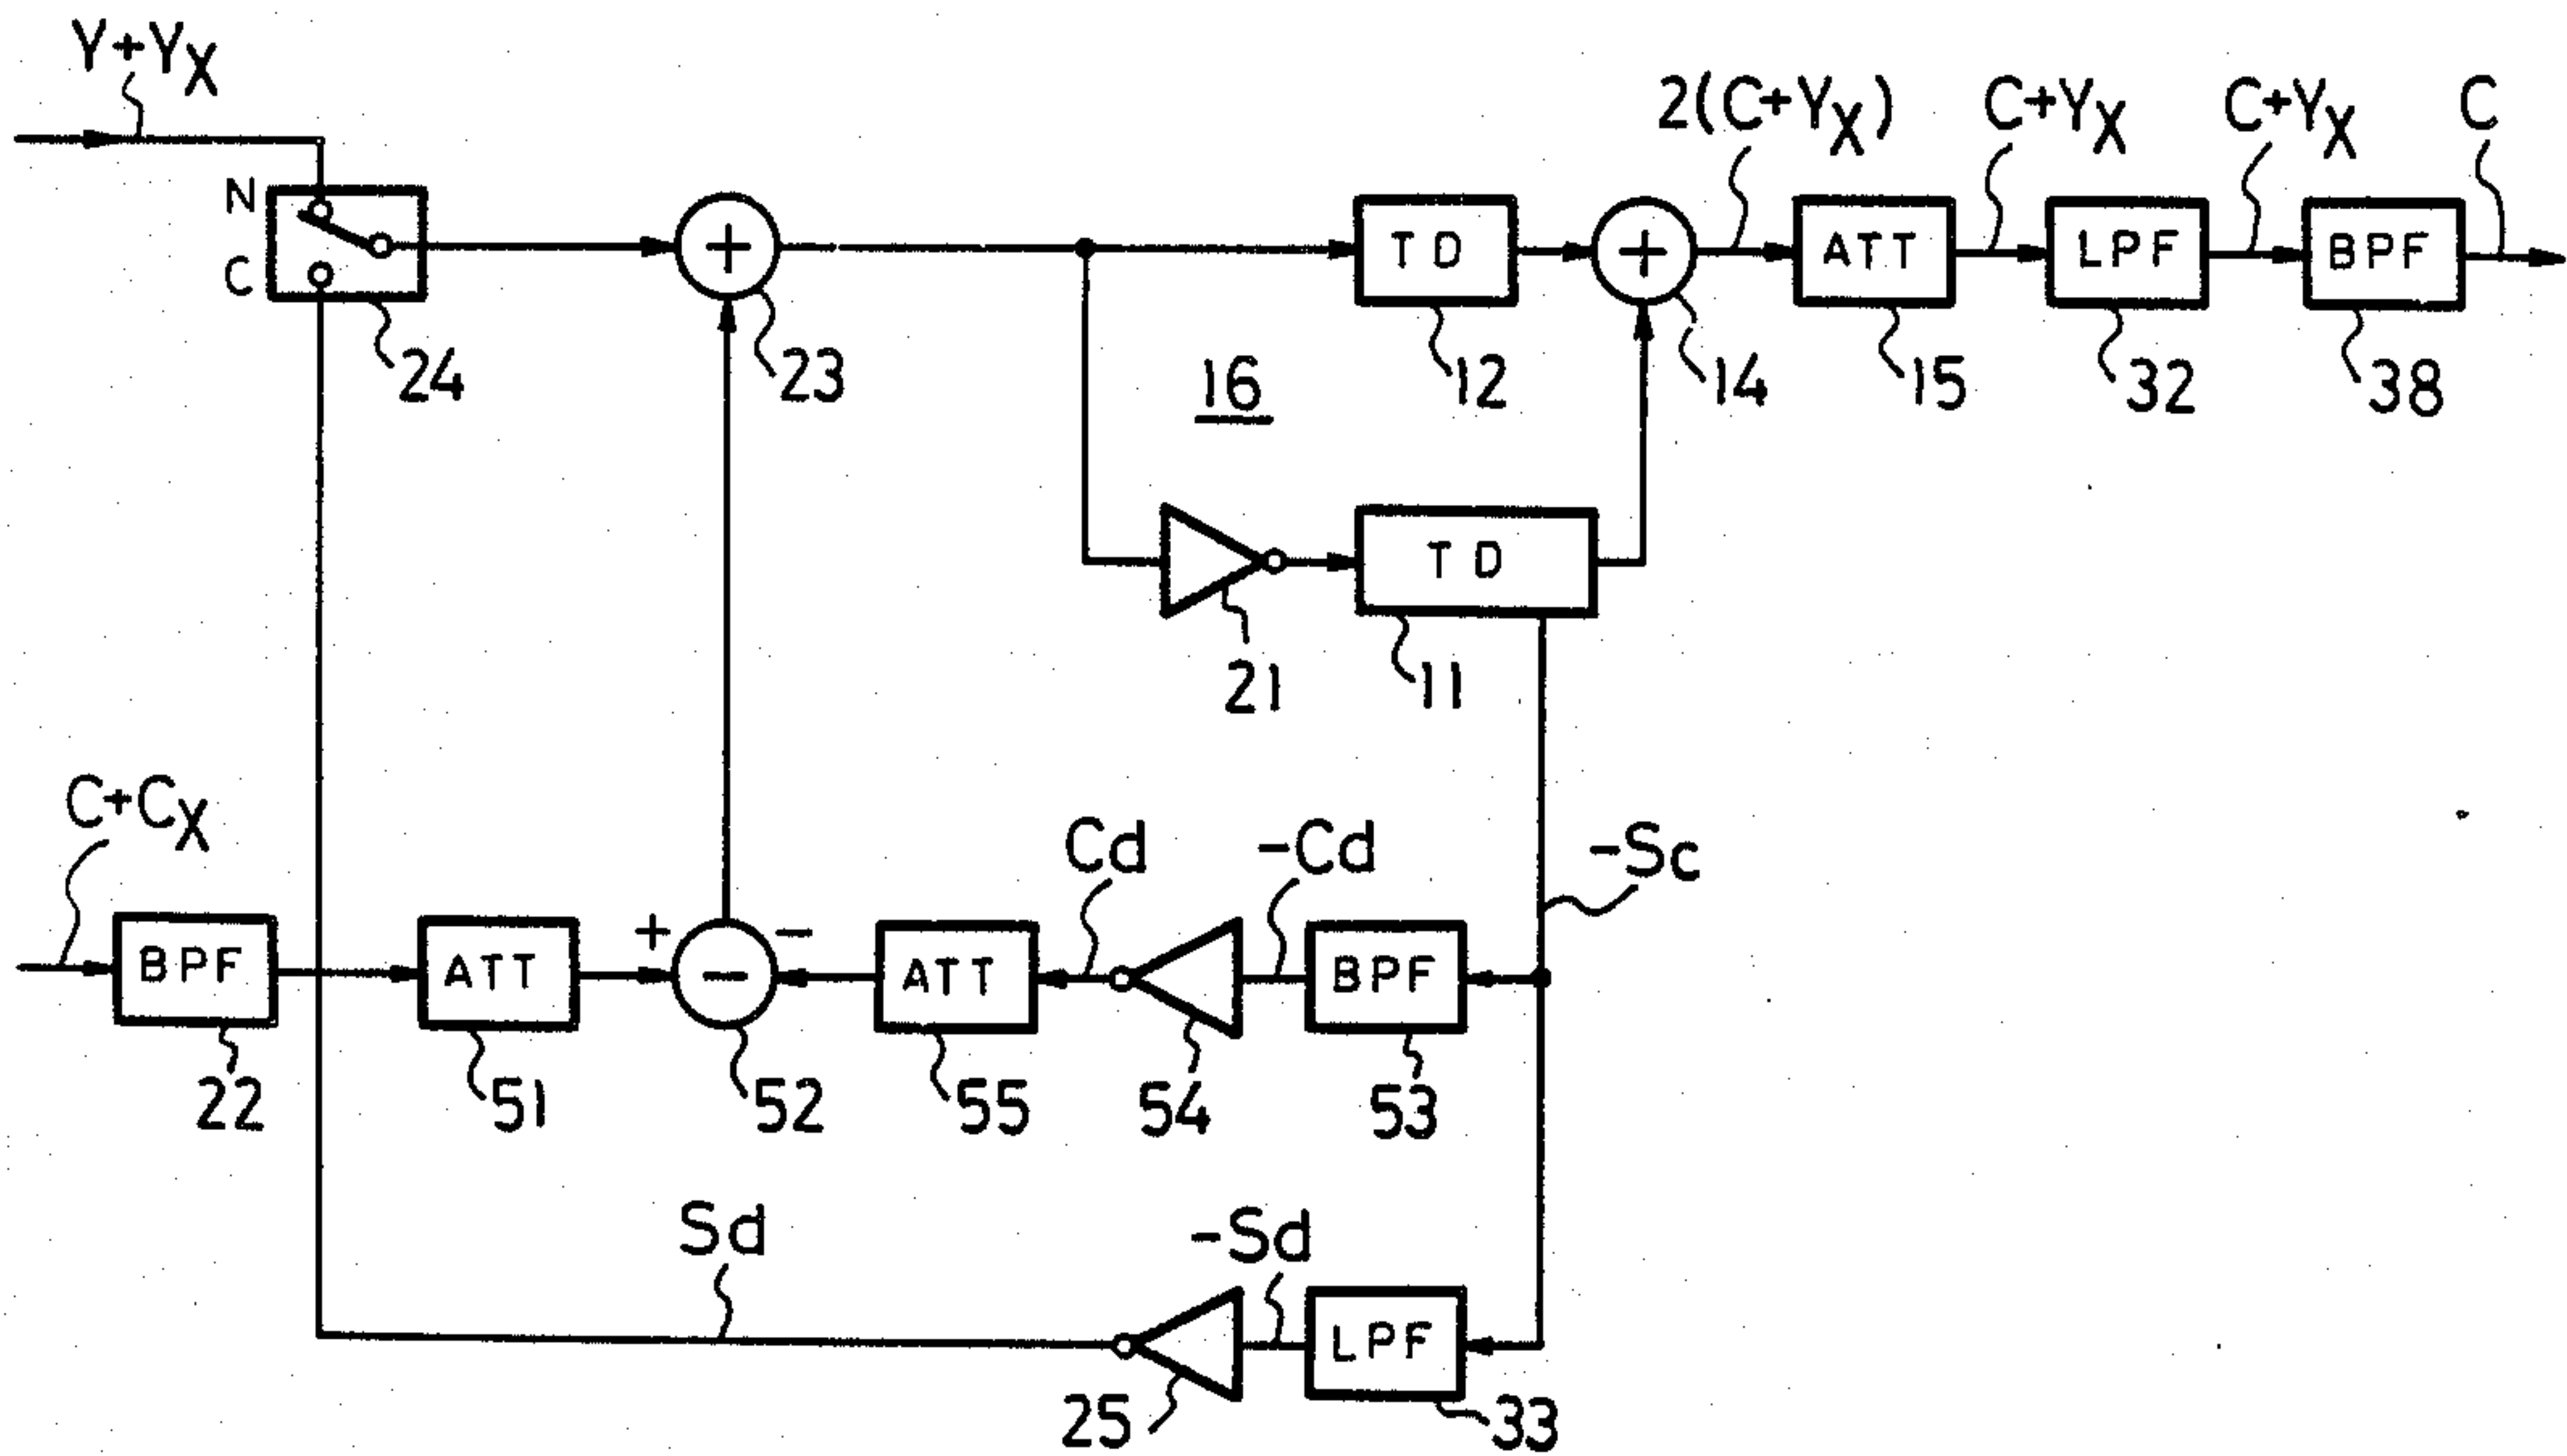 Y+YX
2(C+YX)
C+YX
C+YX
C
N
C
+
TD
+
ATT
LPF
BPF
24
23
16
12
14
15
32
38
TD
21
11
C+CX
Cd
-Cd
-Sc
BPF
ATT
+
-
-
ATT
BPF
22
51
52
55
54
53
Sd
-Sd
LPF
25
33